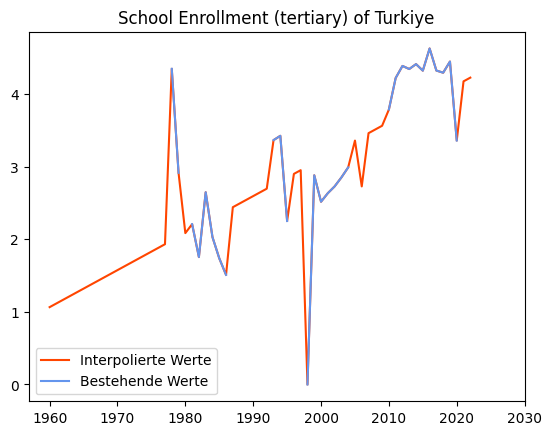 School Enrollment (tertiary) of Turkiye
4
3
2
1
0
Interpolierte Werte
Bestehende Werte
1960 1970 1980 1990 2000 2010 2020 2030